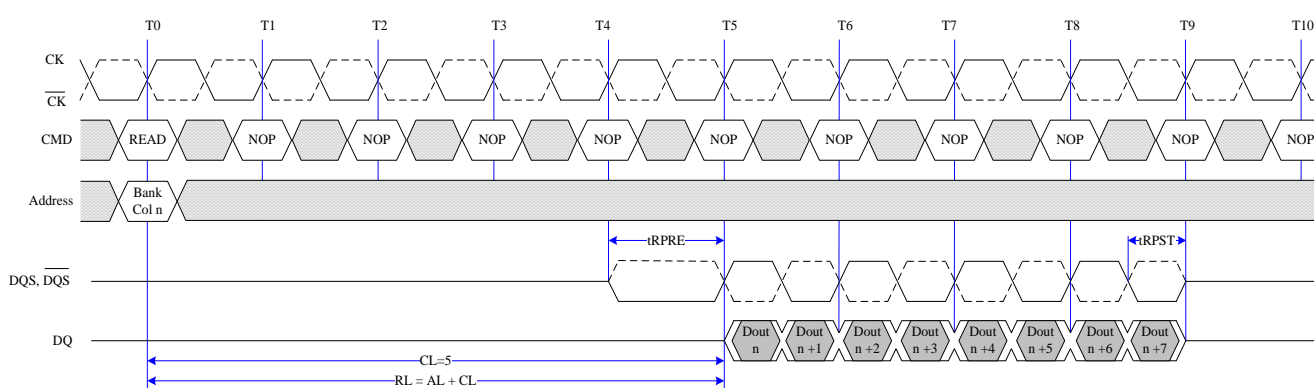 T0 T1 T2 T3 T4 T5 T6 T7 T8 T9 T10
CK
CK
CMD READ NOP NOP NOP NOP NOP NOP NOP NOP NOP NOP
Address Bank
Col n
tRPRE tRPST
DQS, DQS
DQ Dout Dout Dout Dout Dout Dout Dout Dout
n n +1 n +2 n +3 n +4 n +5 n +6 n +7
CL=5
RL = AL + CL